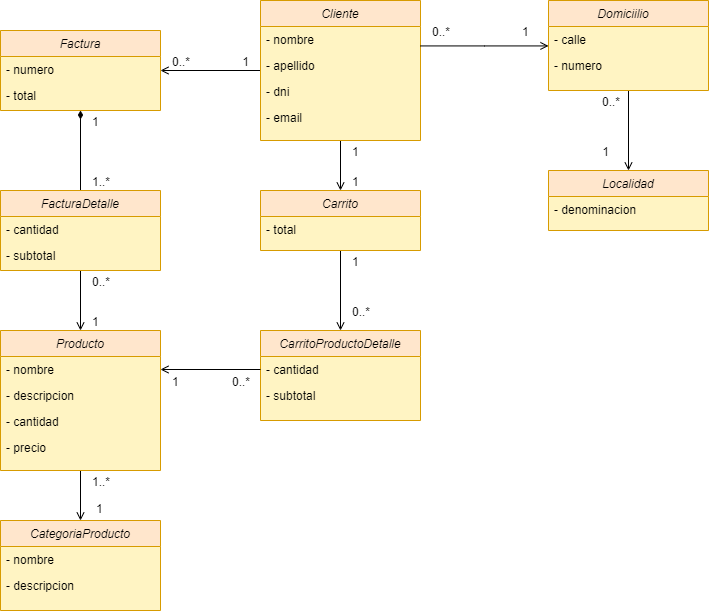 Cliente
- nombre
- apellido
- dni
- email
Domiciilio
- calle
- numero
0..*
1
Factura
- numero
- total
0..*
1
1
1..*
0..*
1
Localidad
- denominacion
1
1
FacturaDetalle
- cantidad
- subtotal
Carrito
- total
0..*
1
1
0..*
Producto
- nombre
- descripcion
- cantidad
- precio
CarritoProductoDetalle
- cantidad
- subtotal
1
0..*
1..*
1
CategoriaProducto
- nombre
- descripcion